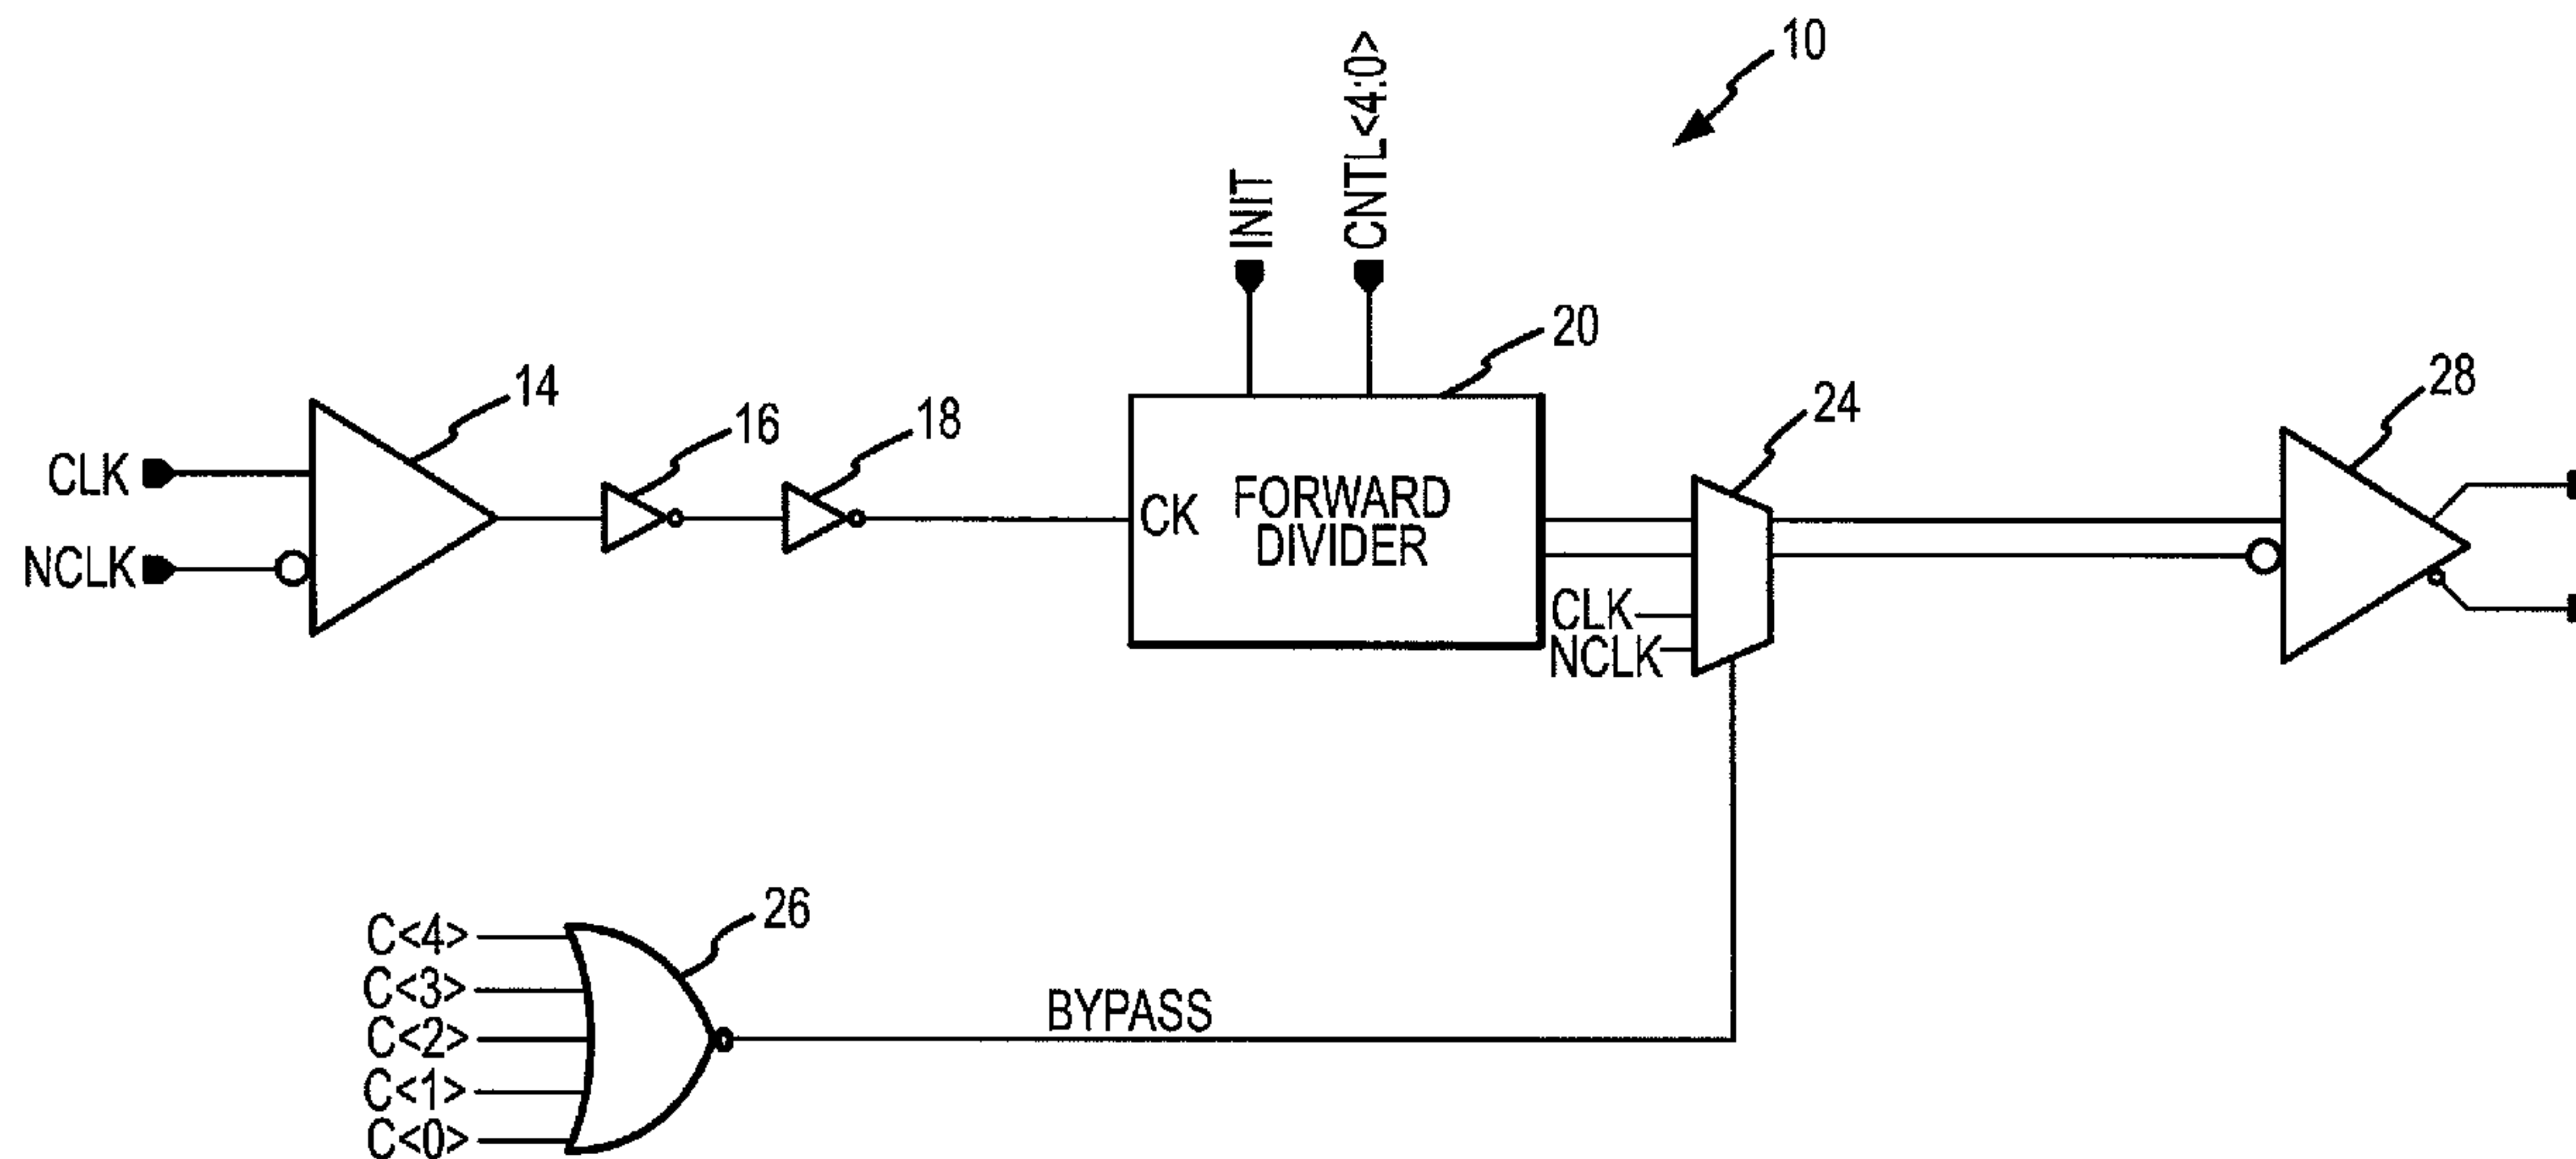 10
INIT
CNTL<4:0>
20
14
16
18
24
28
CLK
NCLK
CK
FORWARD
DIVIDER
CLK
NCLK
26
C<4>
C<3>
C<2>
C<1>
C<0>
BYPASS